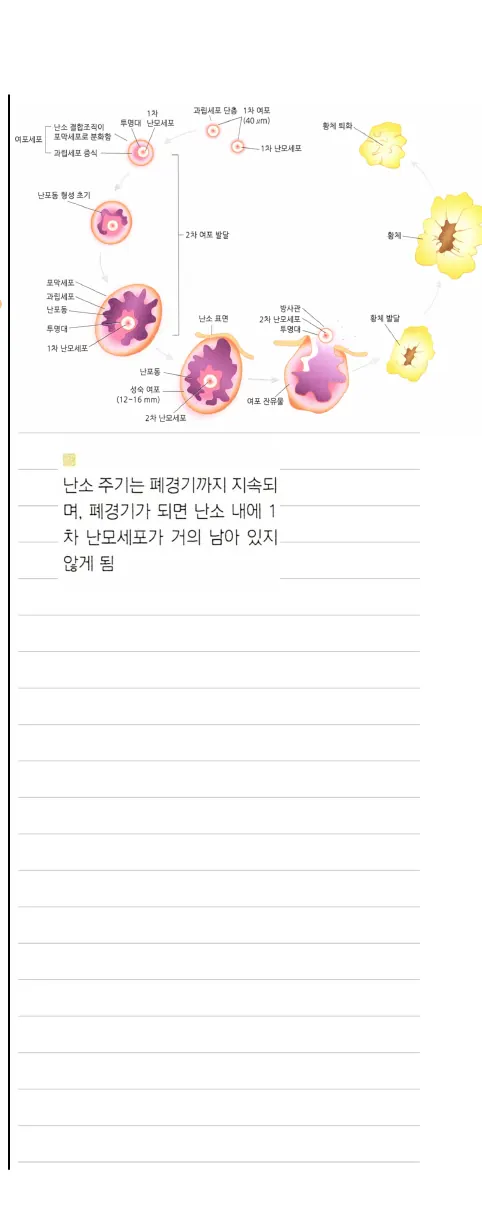 과립세포 단층
1차 여포
(40 μm)
1차 난모세포
1차
난모세포
투명대
여포세포
난소 결합조직이
포막세포로 분화함
과립세포 증식
난포동 형성 초기
2차 여포 발달
포막세포
과립세포
난포동
투명대
1차 난모세포
난소 표면
난포동
성숙 여포
(12~16 mm)
2차 난모세포
방사관
2차 난모세포
투명대
여포 잔유물
황체 발달
황체
황체 퇴화
난소 주기는 폐경기까지 지속되
며, 폐경기가 되면 난소 내에 1
차 난모세포가 거의 남아 있지
않게 됨